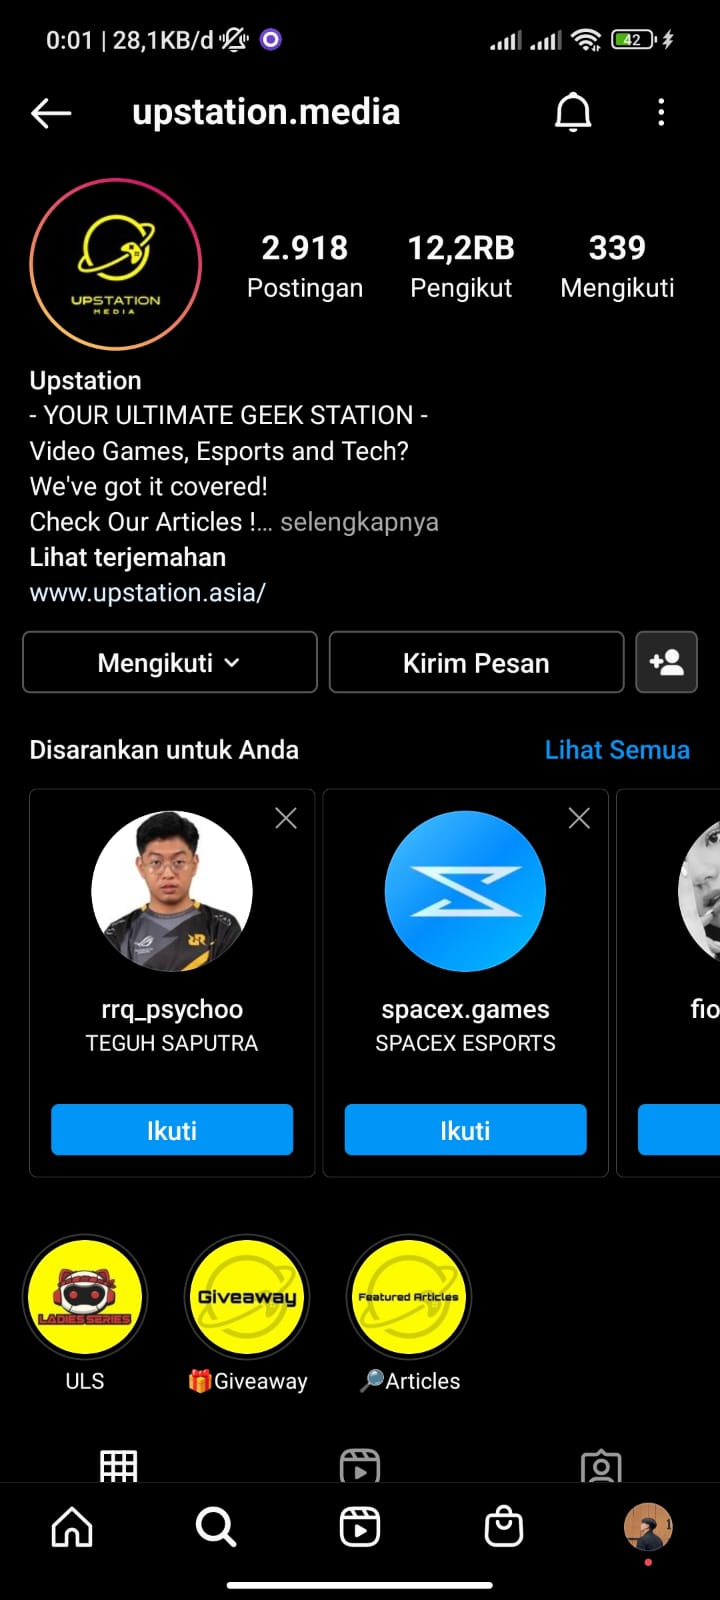 0:01 | 28,1KB/d
42
upstation.media
UPSTATION
MEDIA
2.918
12,2RB
339
Postingan
Pengikut
Mengikuti
Upstation
- YOUR ULTIMATE GEEK STATION -
Video Games, Esports and Tech?
We've got it covered!
Check Our Articles !... selengkapnya
Lihat terjemahan
www.upstation.asia/
Mengikuti
Kirim Pesan
Disarankan untuk Anda
Lihat Semua
rrq_psychoo
TEGUH SAPUTRA
Ikuti
spacex.games
SPACEX ESPORTS
Ikuti
fio
LADIES SERIES
Giveaway
Featured Articles
ULS
🎁Giveaway
🔎Articles